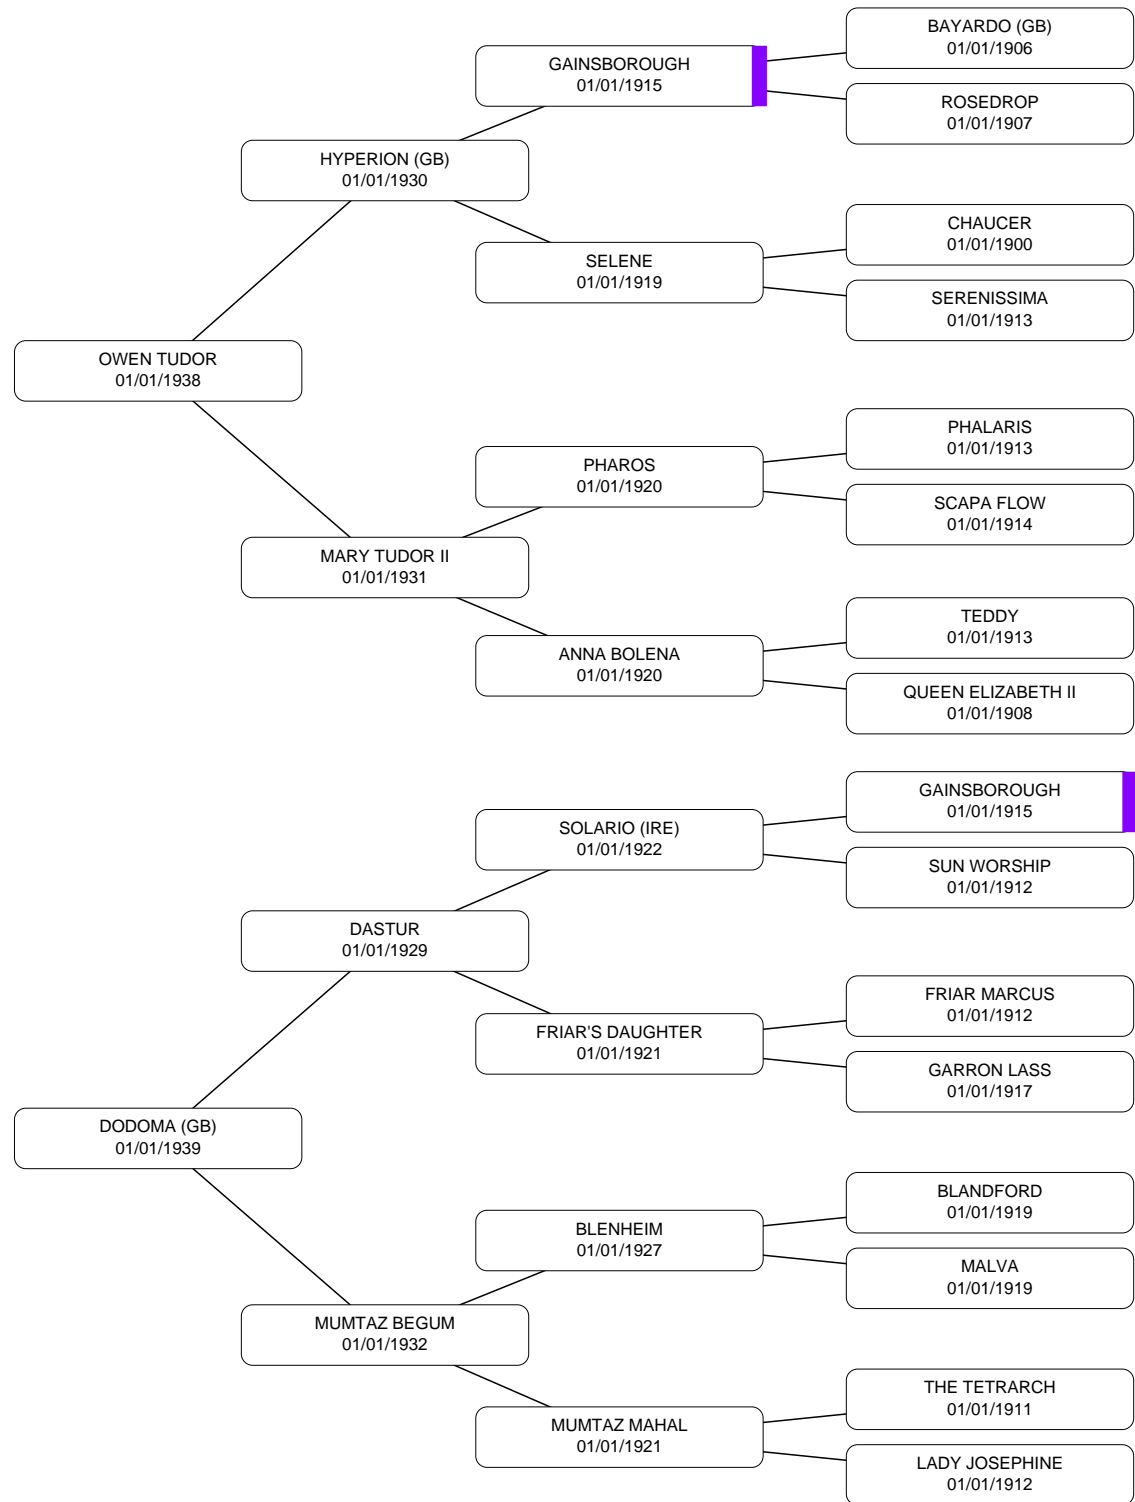 BAYARDO (GB)
01/01/1906
GAINSBOROUGH
01/01/1915
ROSEDROP
01/01/1907
HYPERION (GB)
01/01/1930
CHAUCER
01/01/1900
SELENE
01/01/1919
SERENISSIMA
01/01/1913
OWEN TUDOR
01/01/1938
PHALARIS
01/01/1913
PHAROS
01/01/1920
SCAPA FLOW
01/01/1914
MARY TUDOR II
01/01/1931
TEDDY
01/01/1913
ANNA BOLENA
01/01/1920
QUEEN ELIZABETH II
01/01/1908
GAINSBOROUGH
01/01/1915
SOLARIO (IRE)
01/01/1922
SUN WORSHIP
01/01/1912
DASTUR
01/01/1929
FRIAR MARCUS
01/01/1912
FRIAR'S DAUGHTER
01/01/1921
GARRON LASS
01/01/1917
DODOMA (GB)
01/01/1939
BLANDFORD
01/01/1919
BLENHEIM
01/01/1927
MALVA
01/01/1919
MUMTAZ BEGUM
01/01/1932
THE TETRARCH
01/01/1911
MUMTAZ MAHAL
01/01/1921
LADY JOSEPHINE
01/01/1912